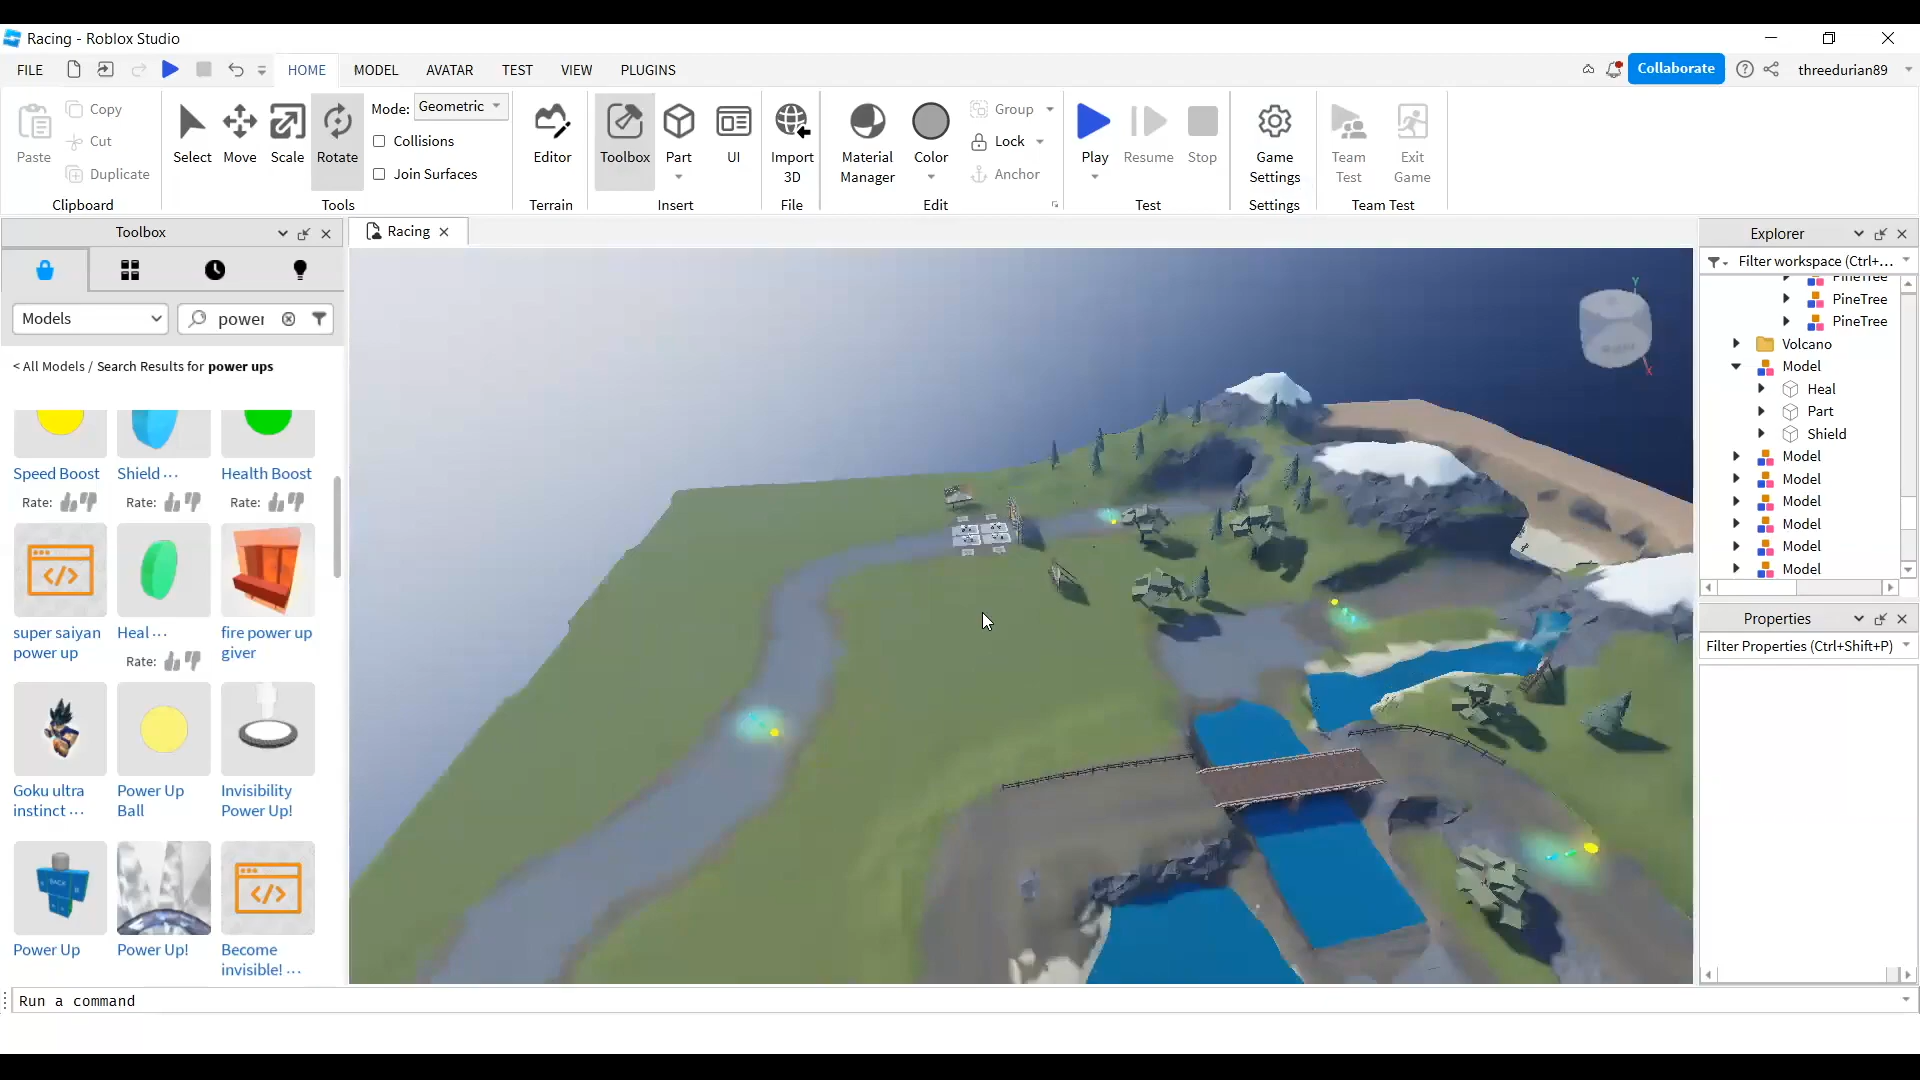 Racing - Roblox Studio
FILE HOME MODEL AVATAR TEST VIEW PLUGINS Collaborate threedurian89
Paste Copy Cut Duplicate
Clipboard
Select Move Scale Rotate
Mode: Geometric
Collisions
Join Surfaces
Tools
Editor
Terrain
Toolbox Part UI
Insert
Import 3D
File
Material Manager
Color
Group
Lock
Anchor
Edit
Play Resume Stop
Test
Game Settings
Settings
Team Test
Exit Game
Team Test
Toolbox
Models power
< All Models / Search Results for power ups
Speed Boost Shield ... Health Boost
Rate: Rate: Rate:
super saiyan power up
Heal ...
Rate:
fire power up giver
Goku ultra instinct ...
Power Up Ball
Invisibility Power Up!
BACK
Power Up
Power Up!
Become invisible! ...
Racing
Y
X
Explorer
Filter workspace (Ctrl+...
PineTree
PineTree
PineTree
Volcano
Model
Heal
Part
Shield
Model
Model
Model
Model
Model
Model
Properties
Filter Properties (Ctrl+Shift+P)
Run a command